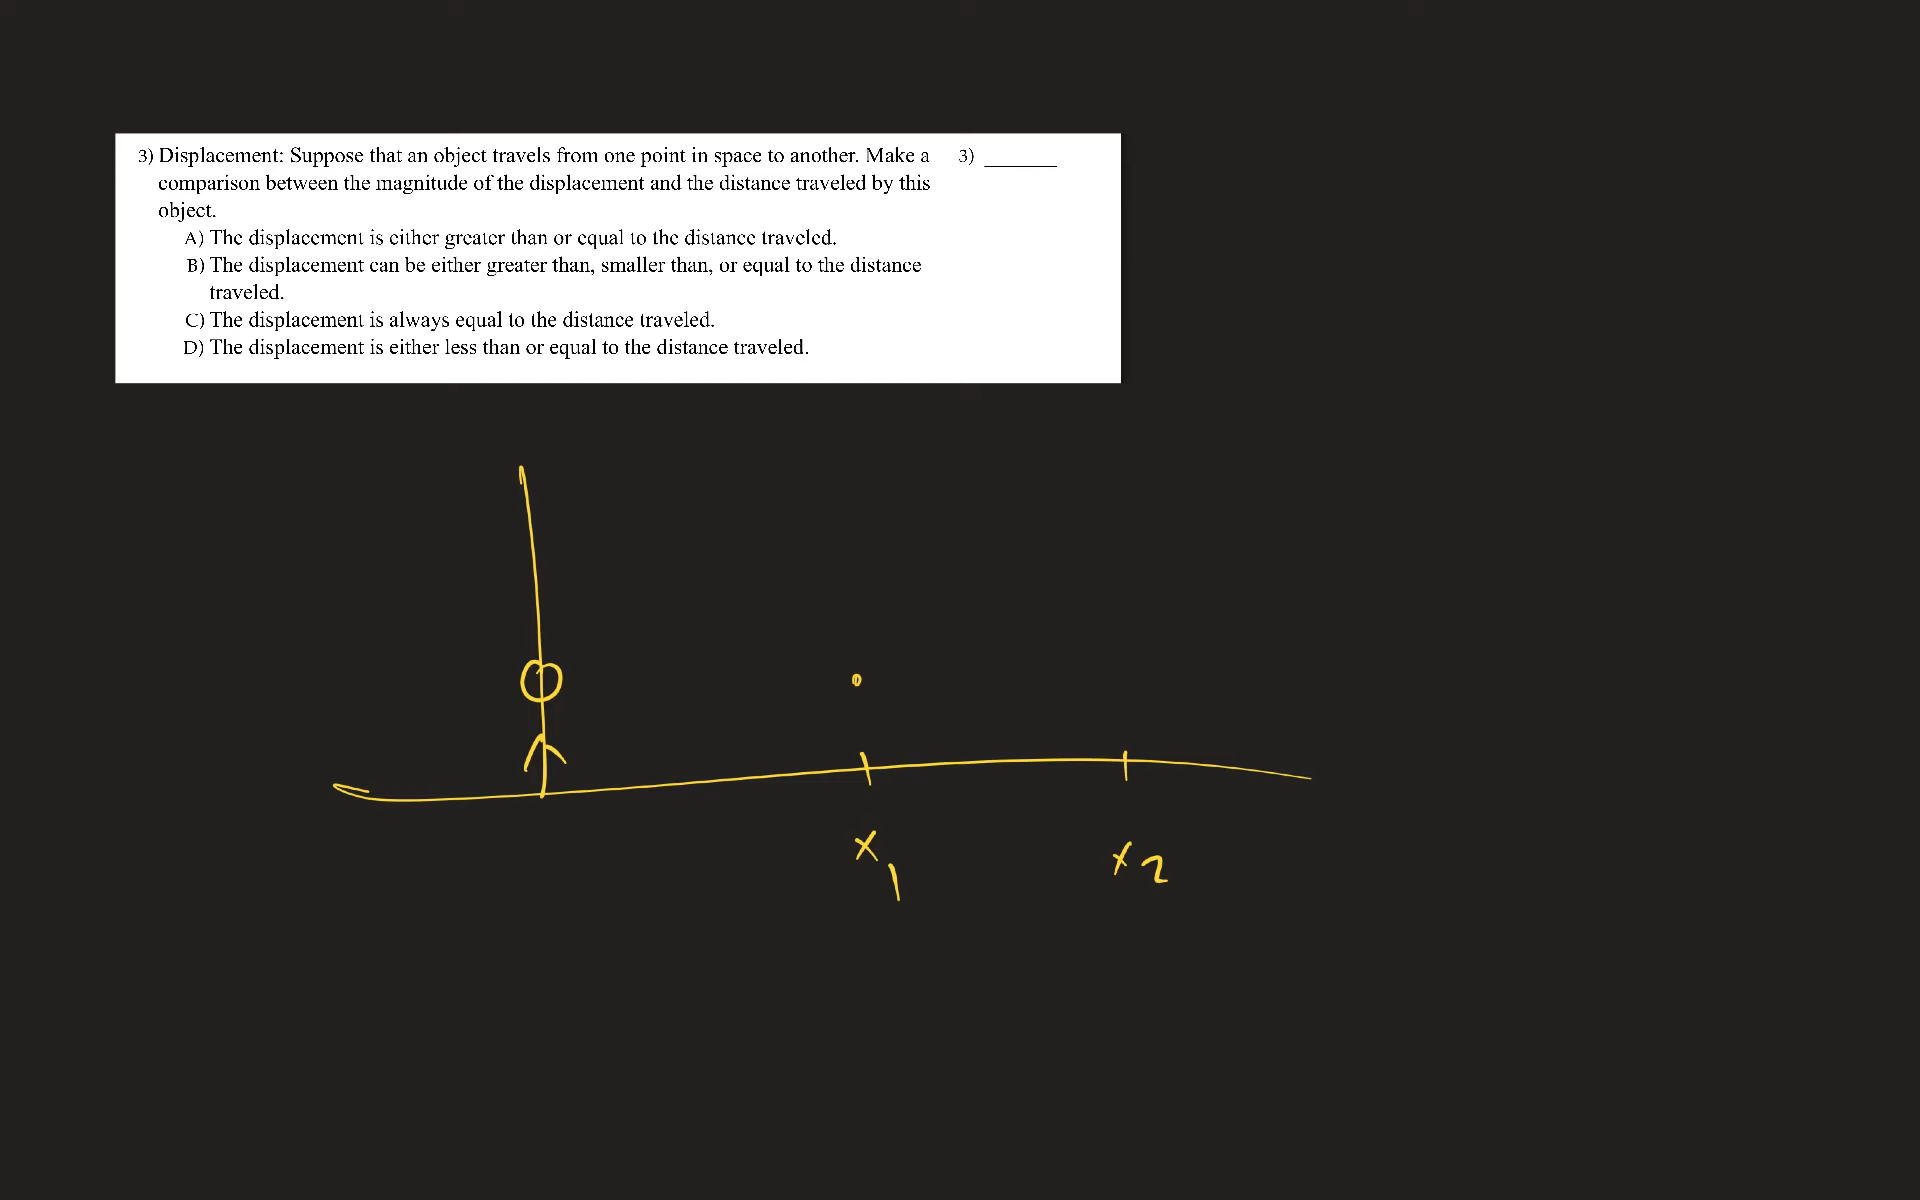 3) Displacement: Suppose that an object travels from one point in space to another. Make a 3) ______
comparison between the magnitude of the displacement and the distance traveled by this
object.
A) The displacement is either greater than or equal to the distance traveled.
B) The displacement can be either greater than, smaller than, or equal to the distance
traveled.
C) The displacement is always equal to the distance traveled.
D) The displacement is either less than or equal to the distance traveled.
x₁ x₂